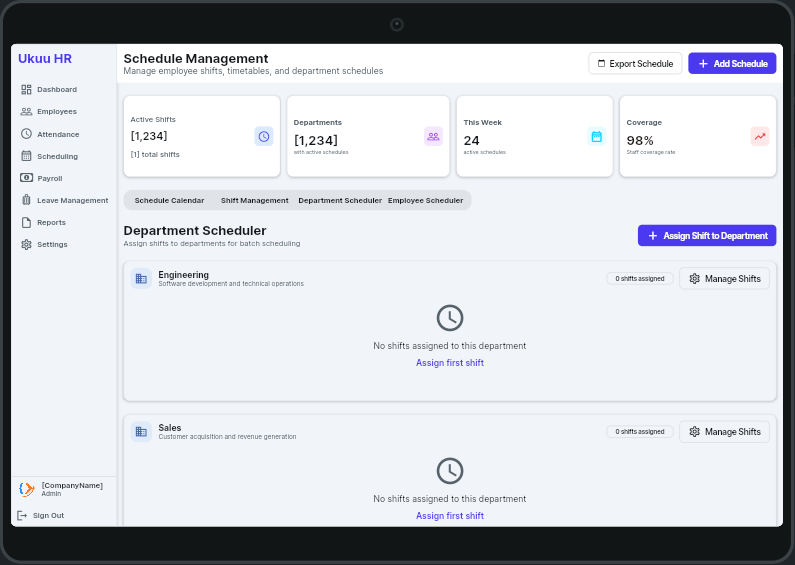 Ukuu HR
Dashboard
Employees
Attendance
Scheduling
Payroll
Leave Management
Reports
Settings
[CompanyName]
Admin
Sign Out
Schedule Management
Manage employee shifts, timetables, and department schedules
Export Schedule
Add Schedule
Active Shifts
[1,234]
[1] total shifts
Departments
[1,234]
with active schedules
This Week
24
active schedules
Coverage
98%
Staff coverage rate
Schedule Calendar
Shift Management
Department Scheduler
Employee Scheduler
Department Scheduler
Assign shifts to departments for batch scheduling
Assign Shift to Department
Engineering
Software development and technical operations
0 shifts assigned
Manage Shifts
No shifts assigned to this department
Assign first shift
Sales
Customer acquisition and revenue generation
0 shifts assigned
Manage Shifts
No shifts assigned to this department
Assign first shift